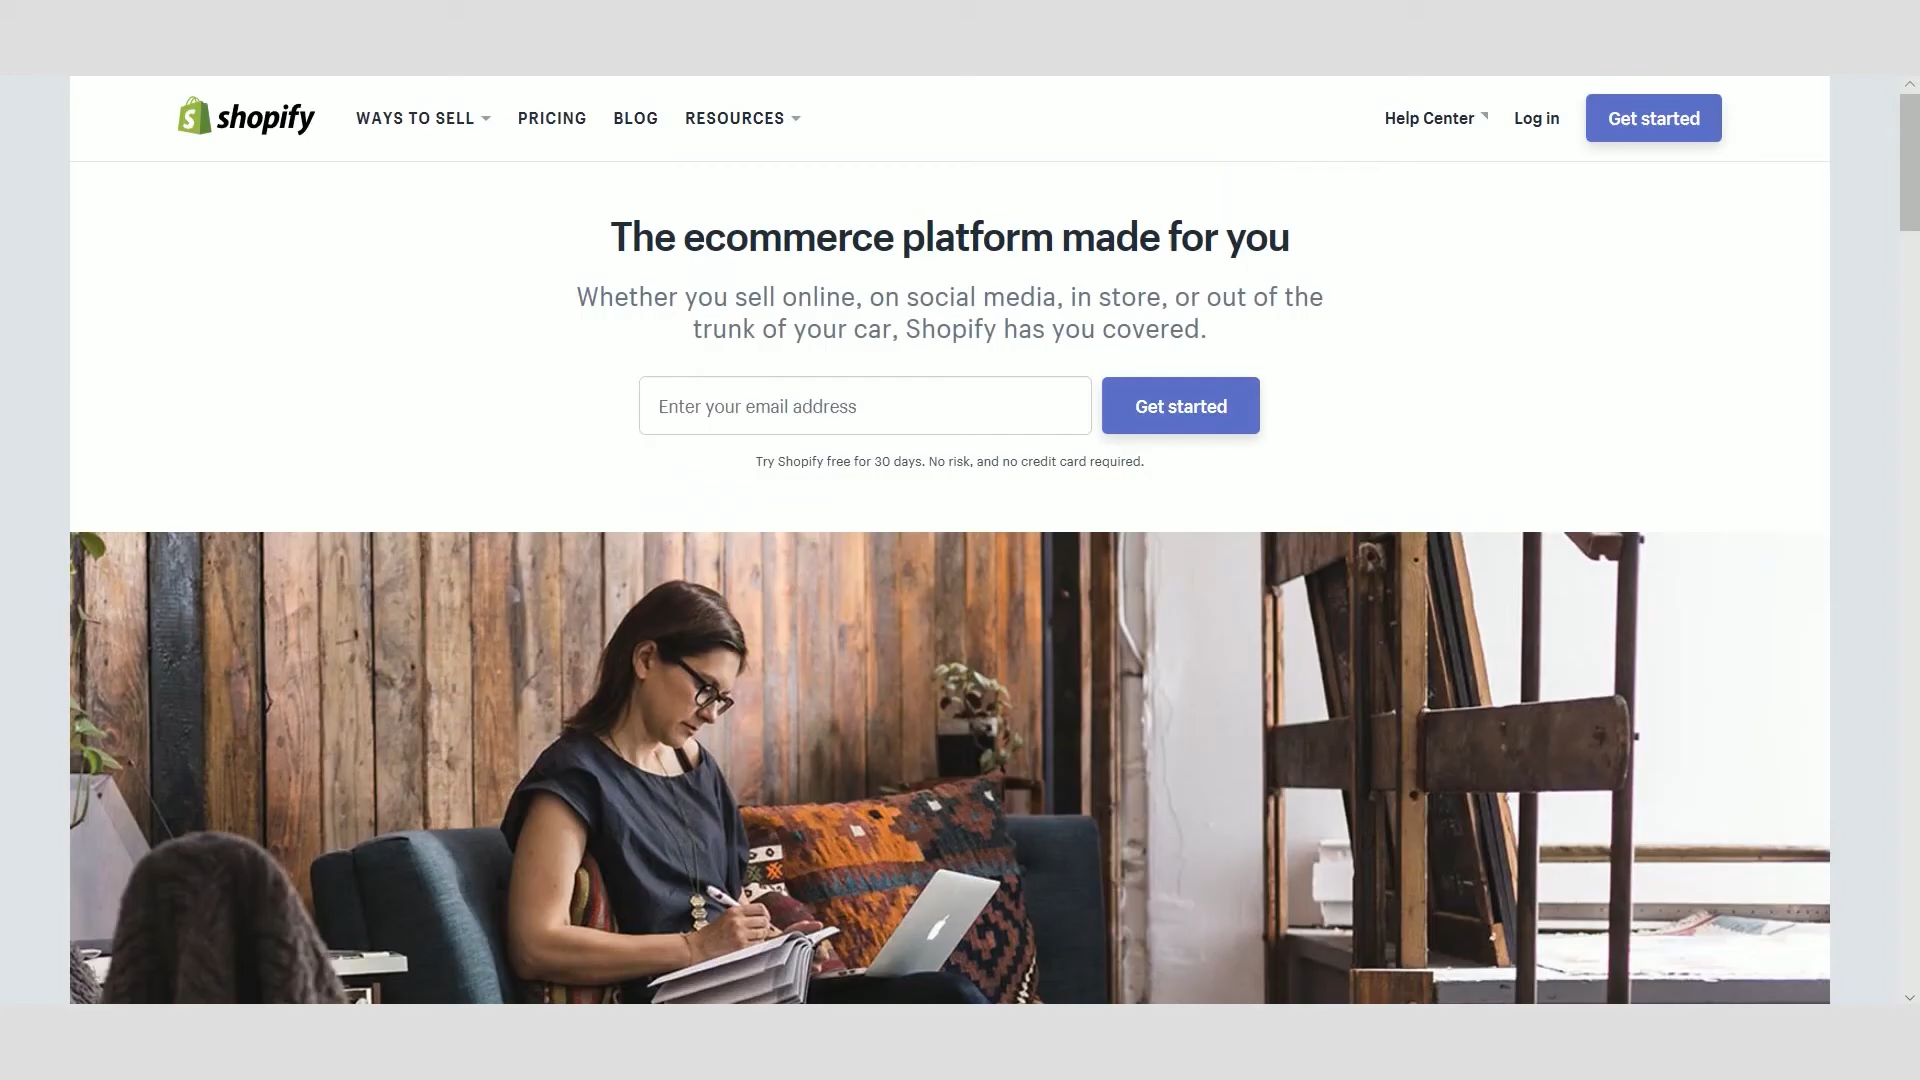 shopify
WAYS TO SELL
PRICING
BLOG
RESOURCES
Help Center
Log in
Get started
The ecommerce platform made for you
Whether you sell online, on social media, in store, or out of the
trunk of your car, Shopify has you covered.
Enter your email address
Get started
Try Shopify free for 30 days. No risk, and no credit card required.